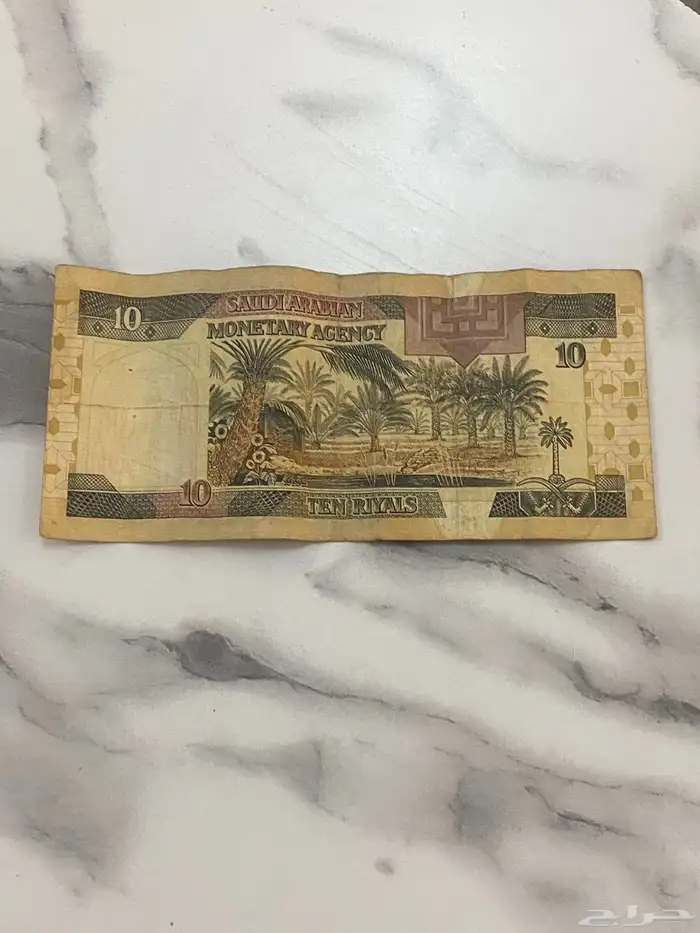 10
SAUDI ARABIAN
MONETARY AGENCY
10
10
TEN RIYALS
حراج